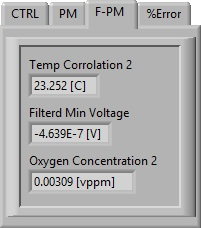 CTRL PM F-PM %Error
Temp Corrolation 2
23.252 [C]
Filterd Min Voltage
-4.639E-7 [V]
Oxygen Concentration 2
0.00309 [vppm]